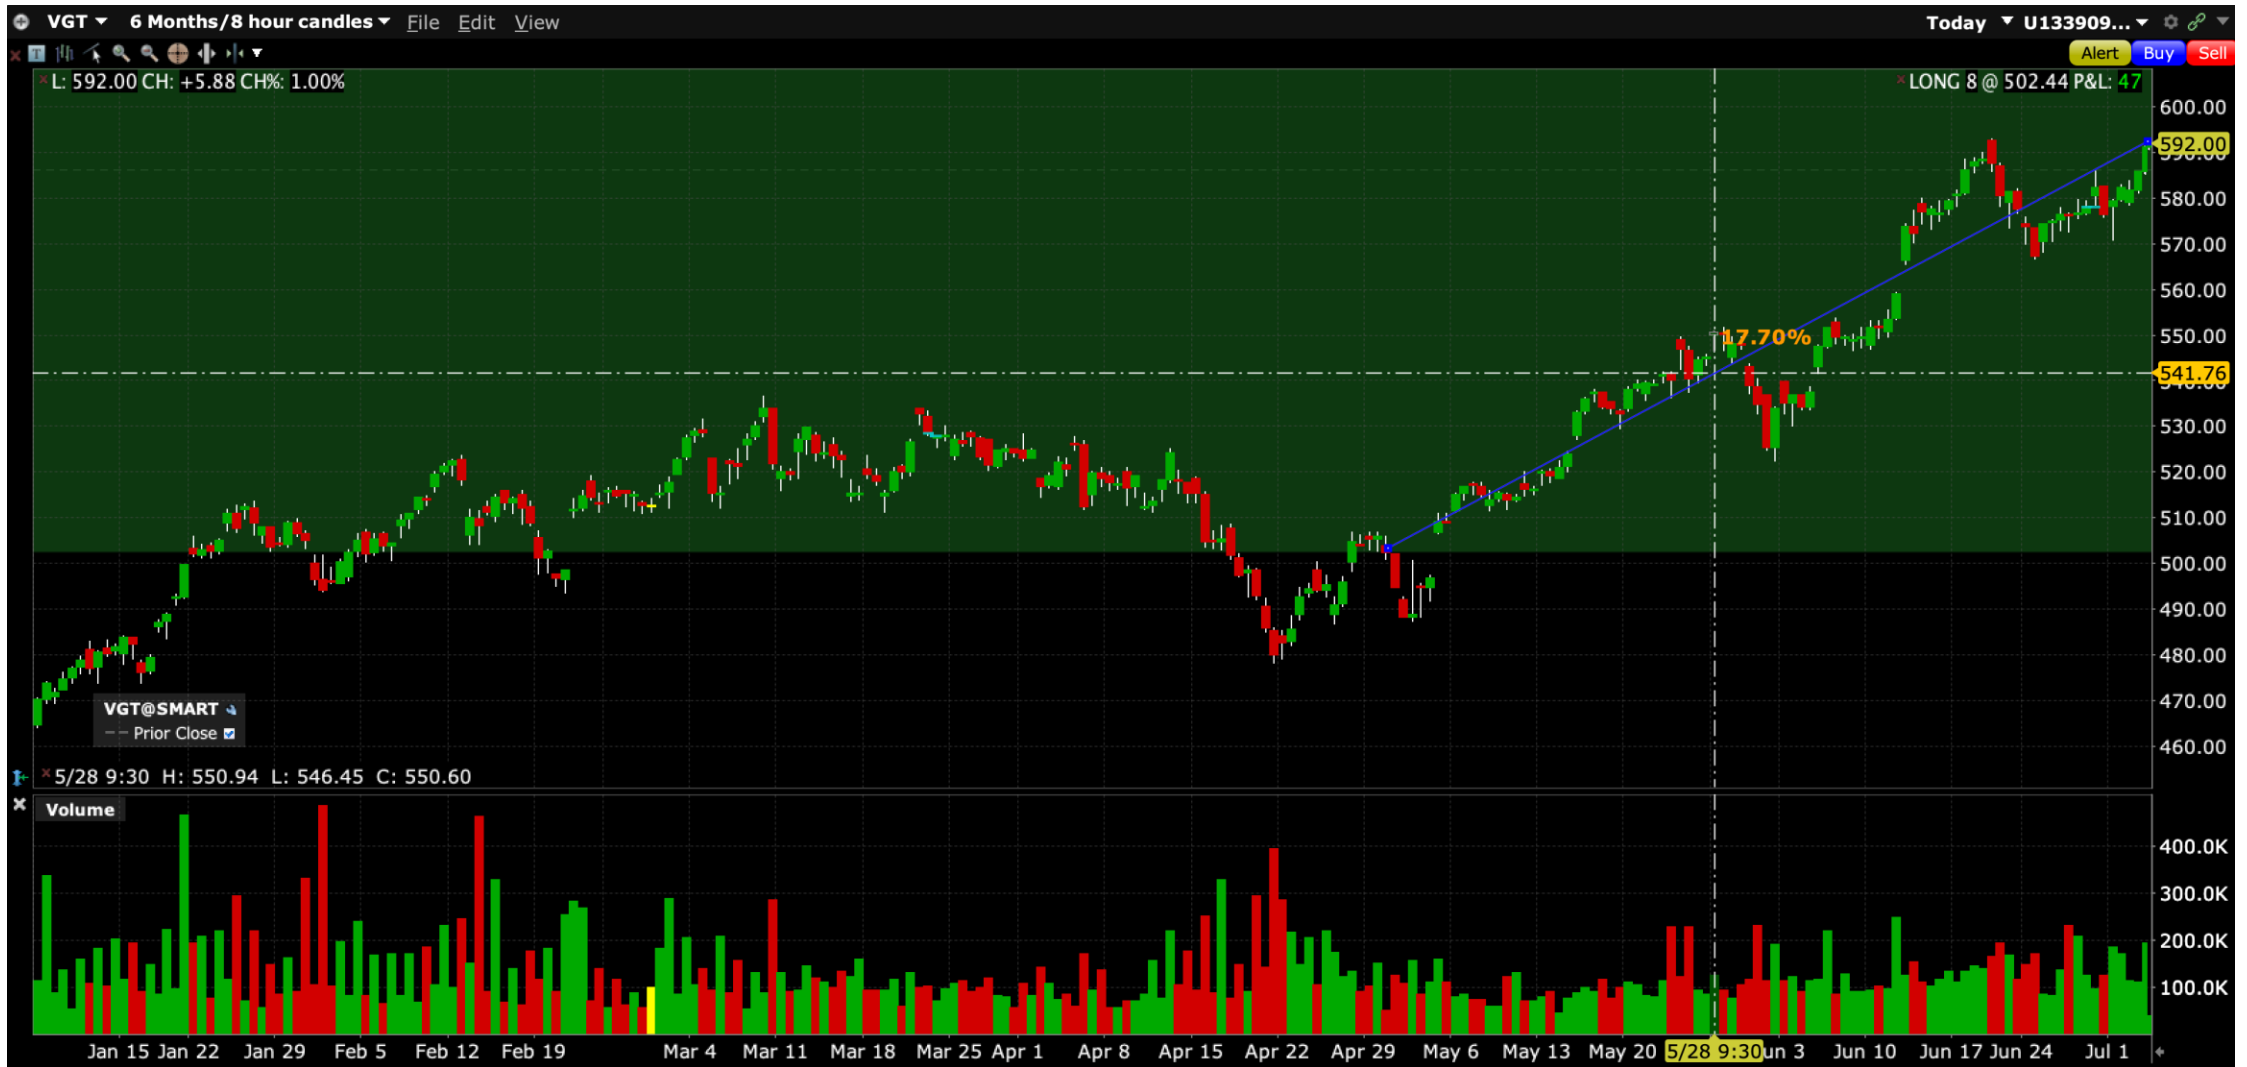 VGT 6 Months/8 hour candles File Edit View Today U133909...
T Alert Buy Sell
L: 592.00 CH: +5.88 CH%: 1.00% LONG 8 @ 502.44 P&L: 47
600.00
592.00
590.00
580.00
570.00
560.00
550.00
17.70%
541.76
540.00
530.00
520.00
510.00
500.00
490.00
480.00
470.00
460.00
VGT@SMART
Prior Close
5/28 9:30 H: 550.94 L: 546.45 C: 550.60
Volume
400.0K
300.0K
200.0K
100.0K
Jan 15 Jan 22 Jan 29 Feb 5 Feb 12 Feb 19 Mar 4 Mar 11 Mar 18 Mar 25 Apr 1 Apr 8 Apr 15 Apr 22 Apr 29 May 6 May 13 May 20 5/28 9:30 un 3 Jun 10 Jun 17 Jun 24 Jul 1